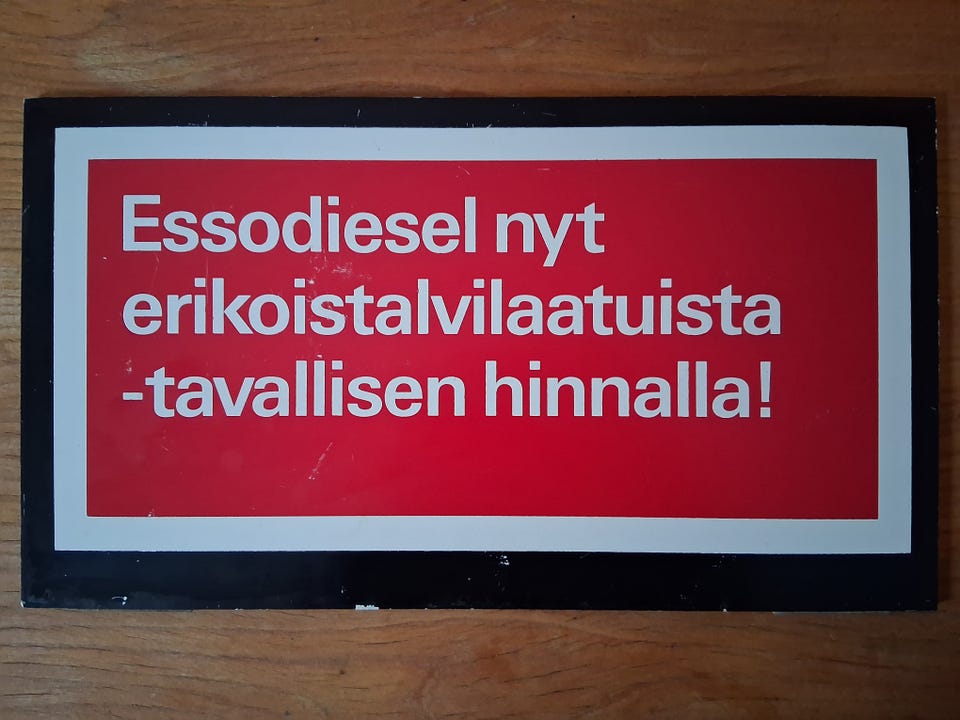 Essodiesel nyt
erikoistalvilaatuista
-tavallisen hinnalla!